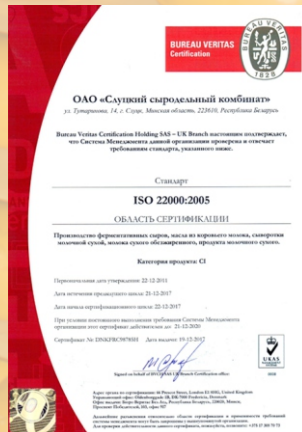 BUREAU VERITAS
Certification
BUREAU VERITAS
1828
ОАО «Слуцкий сыродельный комбинат»
ул. Тутаринова, 14, г. Слуцк, Минская область, 223610, Республика Беларусь
Bureau Veritas Certification Holding SAS – UK Branch настоящим подтверждает,
что Система Менеджмента данной организации проверена и отвечает
требованиям стандарта, указанного ниже.
Стандарт
ISO 22000:2005
ОБЛАСТЬ СЕРТИФИКАЦИИ
Производство ферментативных сыров, масла из коровьего молока, сыворотки
молочной сухой, молока сухого обезжиренного, продукта молочного сухого.
Категория продукта: CI
Первоначальная дата утверждения: 22-12-2011
Дата истечения предыдущего цикла: 21-12-2017
Дата начала сертификационного цикла: 22-12-2017
При условии постоянного выполнения требования Системы Менеджмента
организации этот сертификат действителен до: 21-12-2020
Дата выдачи: 19-12-2017
UKAS